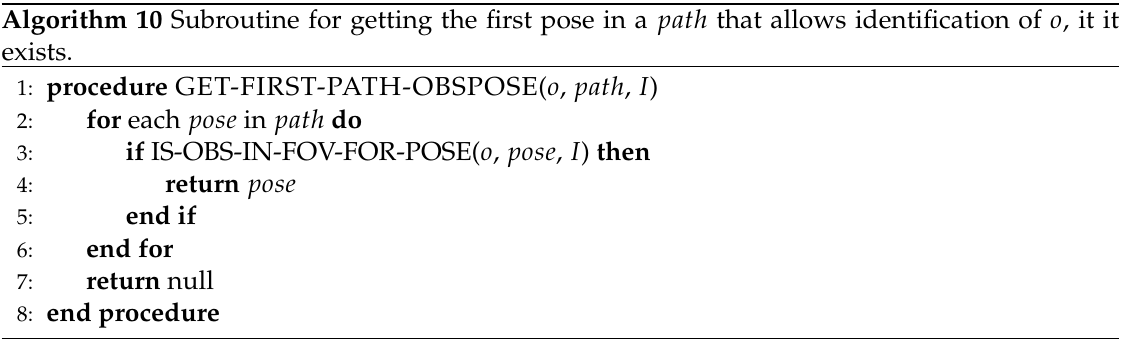 Algorithm 10 Subroutine for getting the first pose in a path that allows identification of o, it it
exists.
1: procedure GET-FIRST-PATH-OBSPOSE(o, path, I)
2: for each pose in path do
3: if IS-OBS-IN-FOV-FOR-POSE(o, pose, I) then
4: return pose
5: end if
6: end for
7: return null
8: end procedure